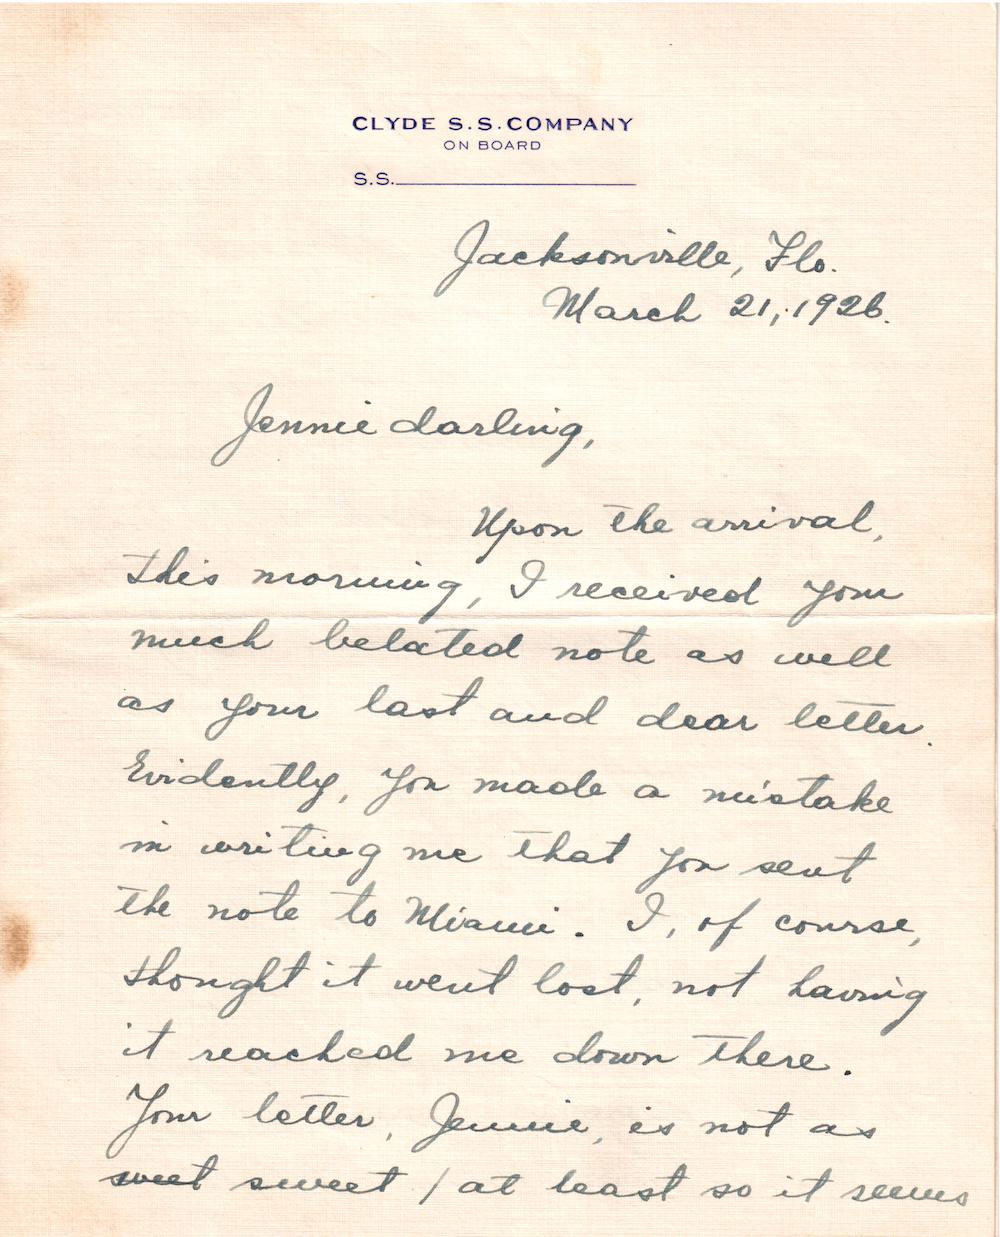 CLYDE S.S. COMPANY
ON BOARD
S.S.
Jacksonville, Flo.
March 21, 1926.
Jennie darling,
Upon the arrival,
this morning, I received your
much belated note as well
as your last and dear letter.
Evidently, you made a mistake
in writing me that you sent
the note to Miami. I, of course,
thought it went lost, not having
it reached me down there.
Your letter, Jennie, is not as
sweet sweet / at least so it seems